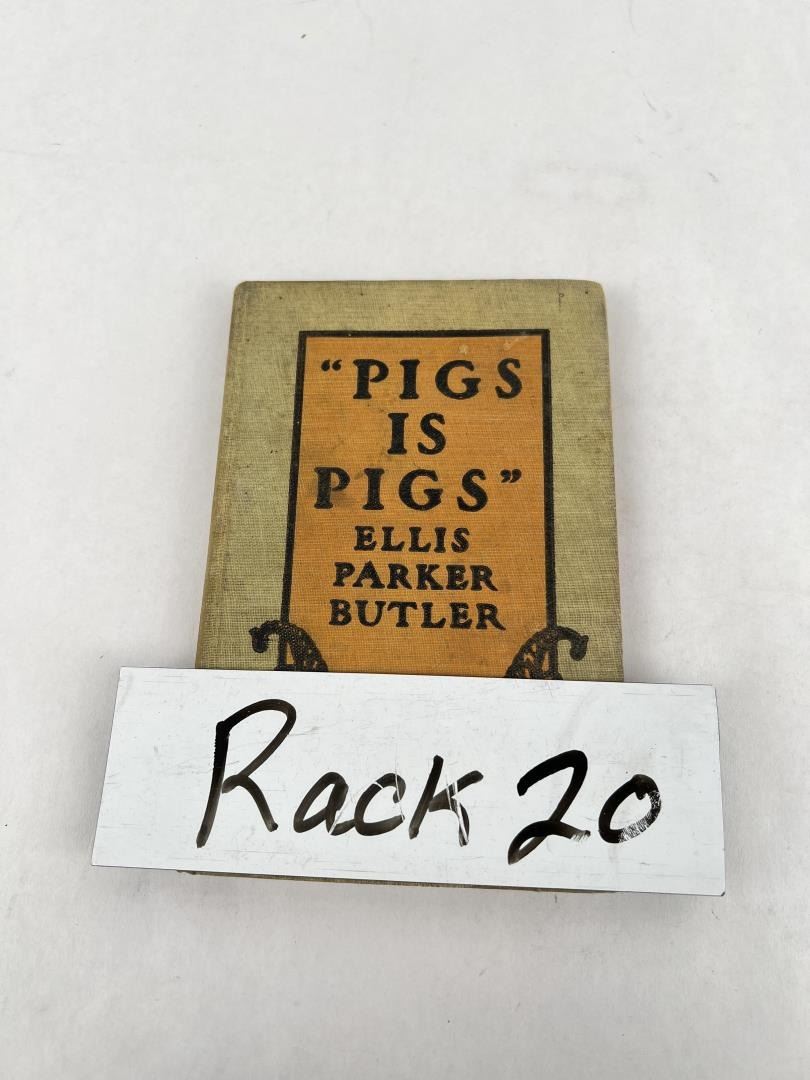 “PIGS
IS
PIGS”
ELLIS
PARKER
BUTLER
Rack 20